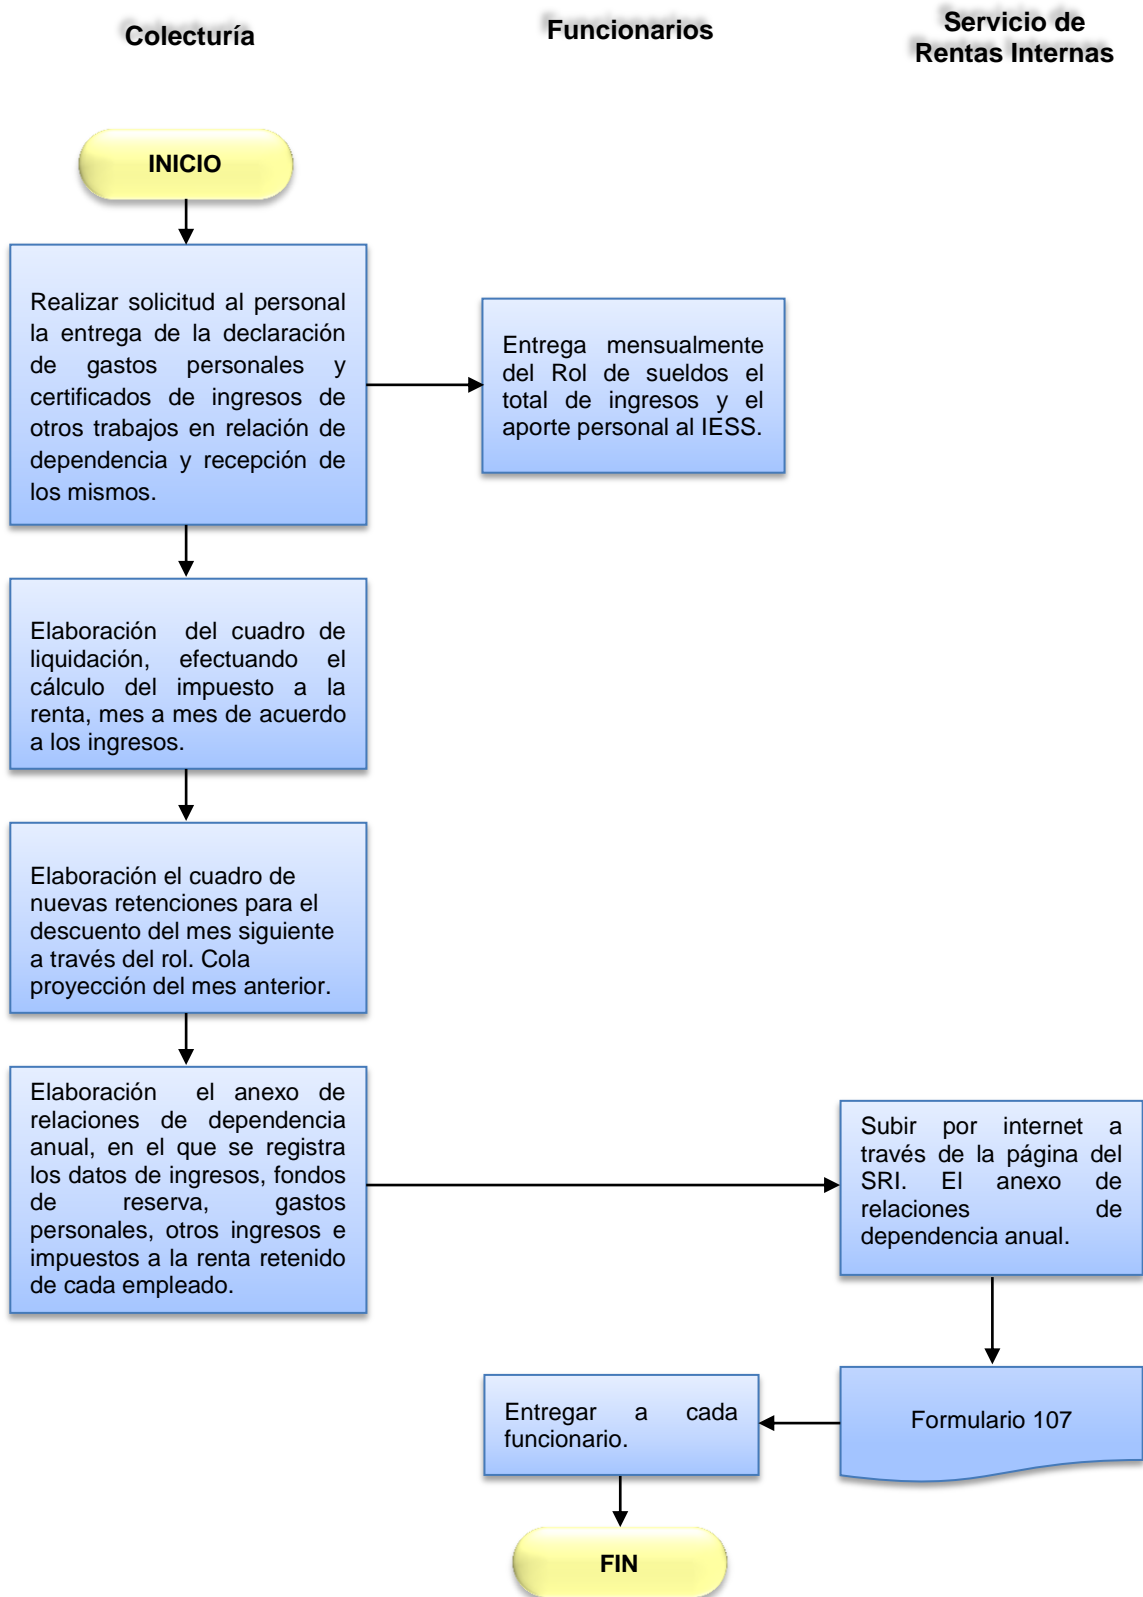 Colecturía
Funcionarios
Servicio de
Rentas Internas
INICIO
Realizar solicitud al personal
la entrega de la declaración
de gastos personales y
certificados de ingresos de
otros trabajos en relación de
dependencia y recepción de
los mismos.
Entrega mensualmente
del Rol de sueldos el
total de ingresos y el
aporte personal al IESS.
Elaboración del cuadro de
liquidación, efectuando el
cálculo del impuesto a la
renta, mes a mes de acuerdo
a los ingresos.
Elaboración el cuadro de
nuevas retenciones para el
descuento del mes siguiente
a través del rol. Cola
proyección del mes anterior.
Elaboración el anexo de
relaciones de dependencia
anual, en el que se registra
los datos de ingresos, fondos
de reserva, gastos
personales, otros ingresos e
impuestos a la renta retenido
de cada empleado.
Subir por internet a
través de la página del
SRI. El anexo de
relaciones de
dependencia anual.
Formulario 107
Entregar a cada
funcionario.
FIN